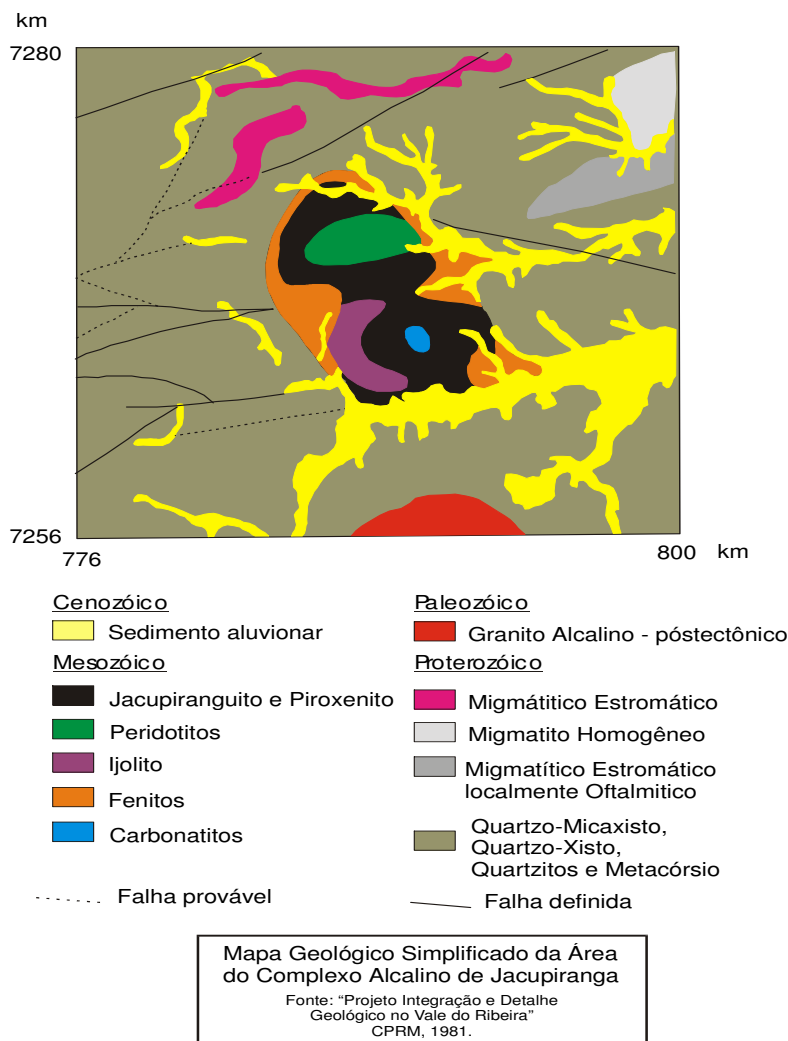 km
7280
7256
776
800
km
Cenozóico
Sedimento aluvionar
Mesozóico
Jacupiranguito e Piroxenito
Peridotitos
Ijolito
Fenitos
Carbonatitos
Falha provável
Paleozóico
Granito Alcalino - póstectônico
Proterozóico
Migmátitico Estromático
Migmatito Homogêneo
Migmatítico Estromático
localmente Oftalmitico
Quartzo-Micaxisto,
Quartzo-Xisto,
Quartzitos e Metacórsio
Falha definida
Mapa Geológico Simplificado da Área
do Complexo Alcalino de Jacupiranga
Fonte: “Projeto Integração e Detalhe
Geológico no Vale do Ribeira”
CPRM, 1981.